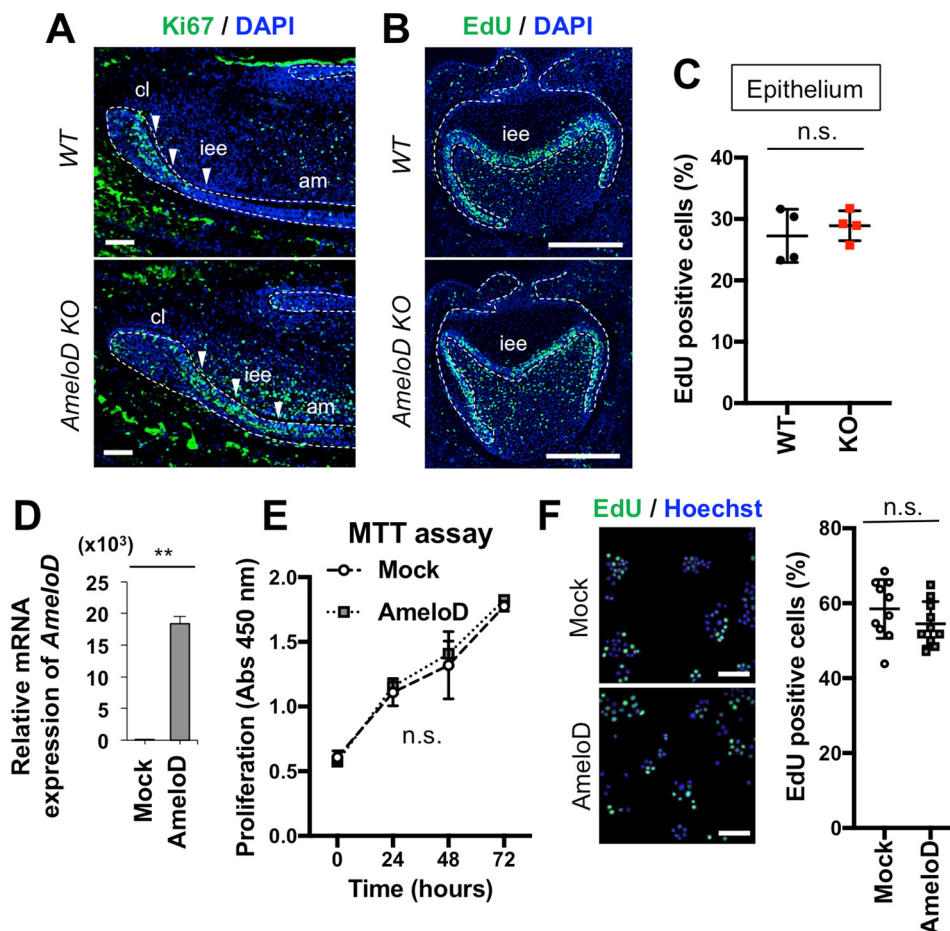 A
Ki67 / DAPI
WT
cl
iee
am
AmeloD KO
cl
iee
am
B
EdU / DAPI
WT
iee
AmeloD KO
iee
C
Epithelium
n.s.
EdU positive cells (%)
40
30
20
10
0
WT
KO
D
(x10³)
**
Relative mRNA
expression of AmeloD
25
20
15
10
5
0
Mock
AmeloD
E
MTT assay
Mock
AmeloD
Proliferation (Abs 450 nm)
2.0
1.5
1.0
0.5
0.0
n.s.
0
24
48
72
Time (hours)
F
EdU / Hoechst
Mock
AmeloD
n.s.
EdU positive cells (%)
80
60
40
20
0
Mock
AmeloD